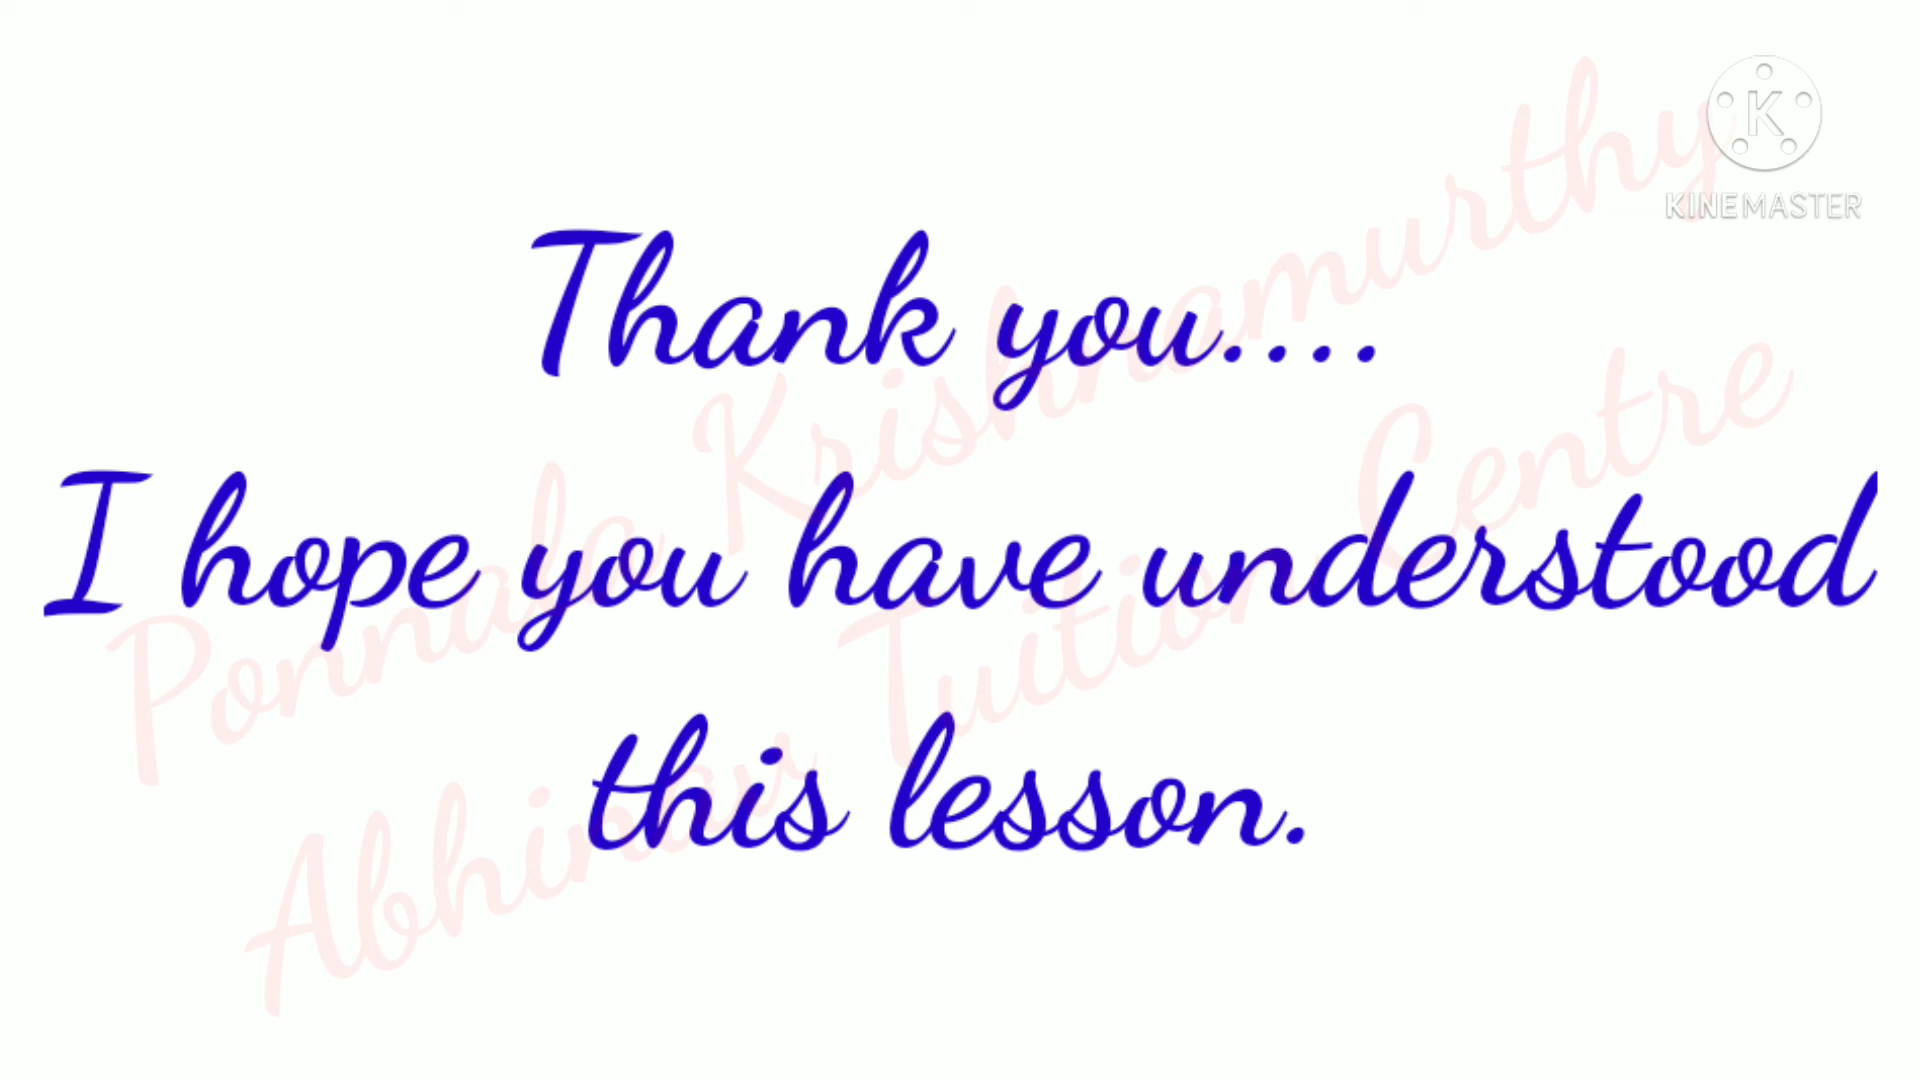 Thank you....
I hope you have understood
this lesson.
Ponnala Krishnamurthy
Abhinav Tuition Centre
K
KINEMASTER